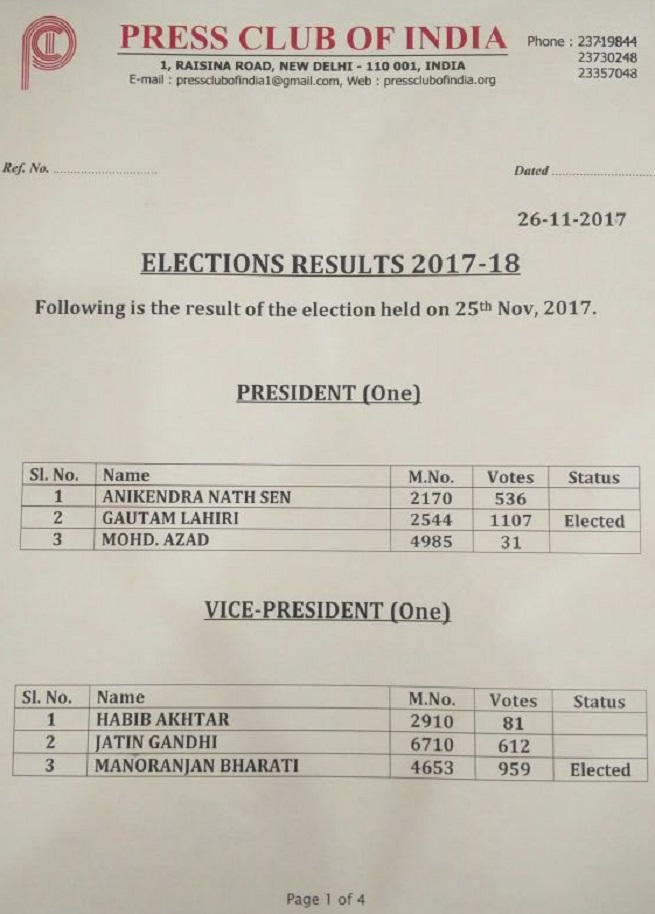 PRESS CLUB OF INDIA
1, RAISINA ROAD, NEW DELHI - 110 001, INDIA
E-mail : pressclubofindia1@gmail.com, Web : pressclubofindia.org
Phone : 23719844
23730248
23357048
Ref. No. ............................
Dated ............................
26-11-2017
ELECTIONS RESULTS 2017-18
Following is the result of the election held on 25th Nov, 2017.
PRESIDENT (One)
Sl. No. Name M.No. Votes Status
1 ANIKENDRA NATH SEN 2170 536
2 GAUTAM LAHIRI 2544 1107 Elected
3 MOHD. AZAD 4985 31
VICE-PRESIDENT (One)
Sl. No. Name M.No. Votes Status
1 HABIB AKHTAR 2910 81
2 JATIN GANDHI 6710 612
3 MANORANJAN BHARATI 4653 959 Elected
Page 1 of 4